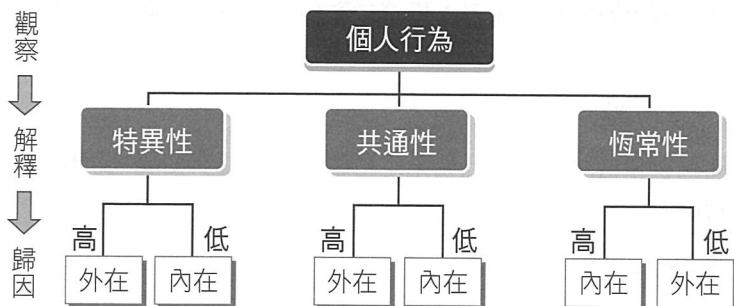 觀察
解釋
歸因
個人行為
特異性
共通性
恆常性
高
低
高
低
高
低
外在
內在
外在
內在
內在
外在